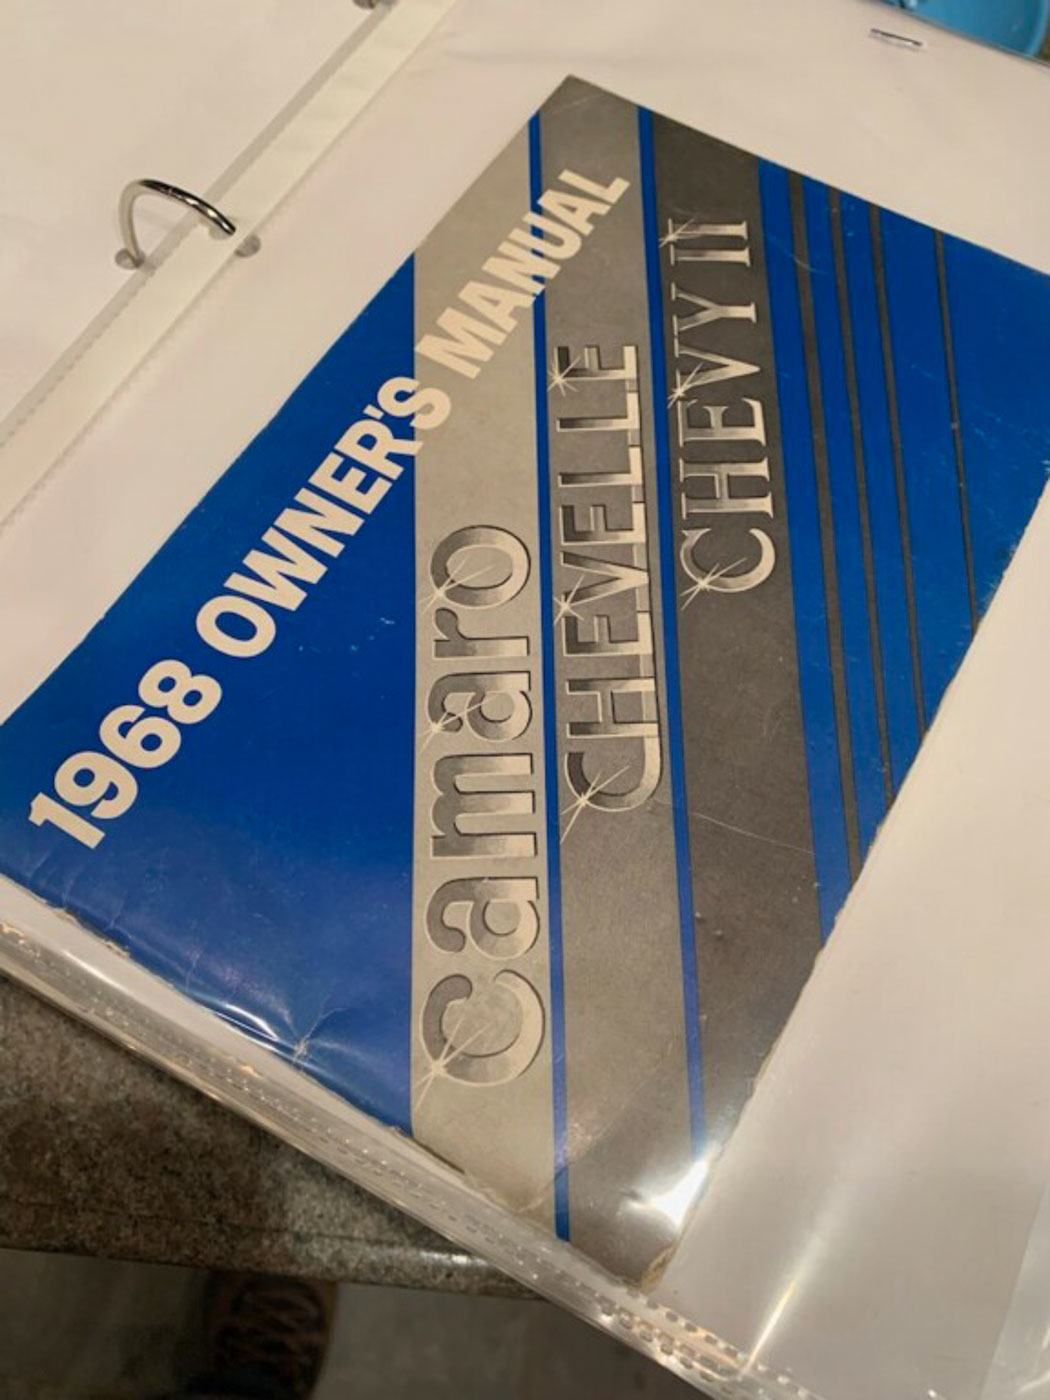 1968 OWNER'S MANUAL
camaro
CHEVELLE
CHEVY II